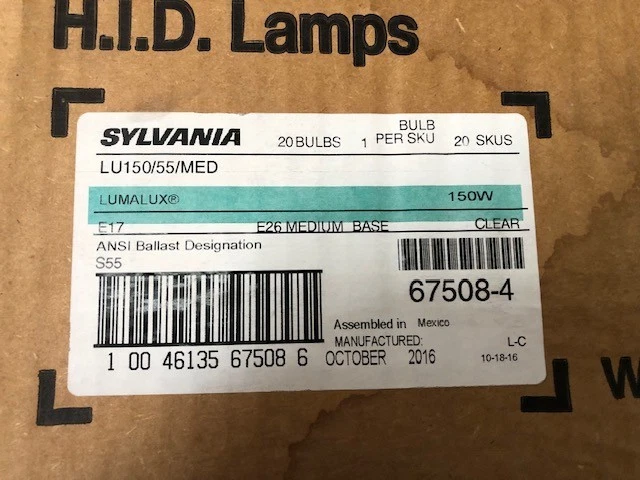 H.I.D. Lamps
SYLVANIA 20 BULBS 1 BULB PER SKU 20 SKUS
LU150/55/MED
LUMALUX® 150W
E17 E26 MEDIUM BASE CLEAR
ANSI Ballast Designation
S55
67508-4
Assembled in Mexico
MANUFACTURED: L-C
OCTOBER 2016 10-18-16
1 00 46135 67508 6